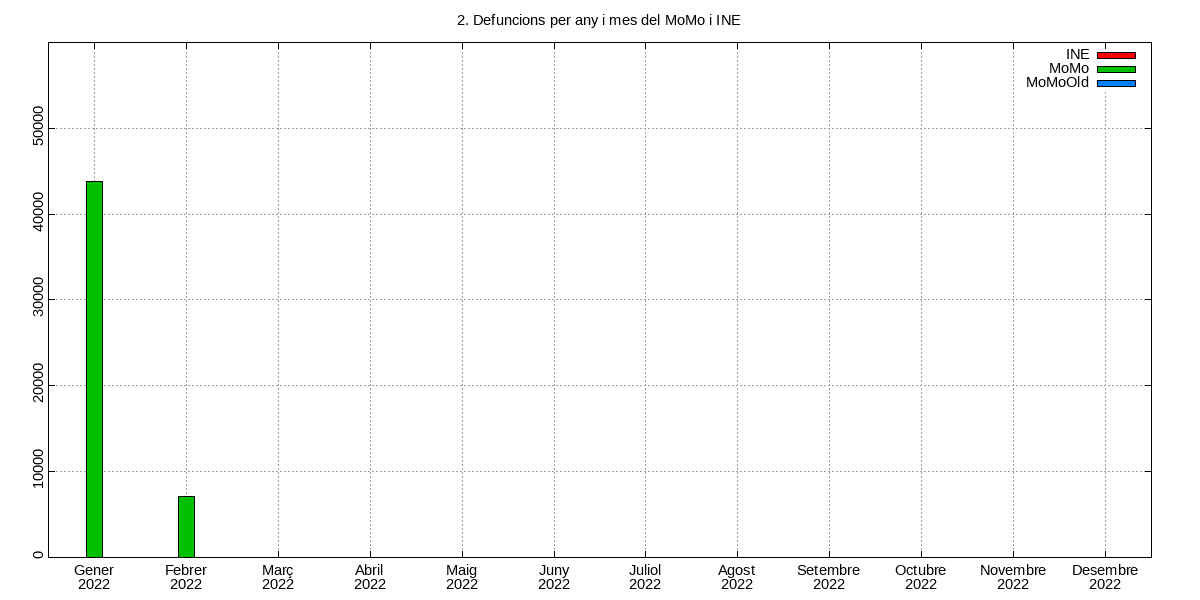 2. Defuncions per any i mes del MoMo i INE
INE
MoMo
MoMoOld
50000
40000
30000
20000
10000
0
Gener Febrer Març Abril Maig Juny Juliol Agost Setembre Octubre Novembre Desembre
2022 2022 2022 2022 2022 2022 2022 2022 2022 2022 2022 2022